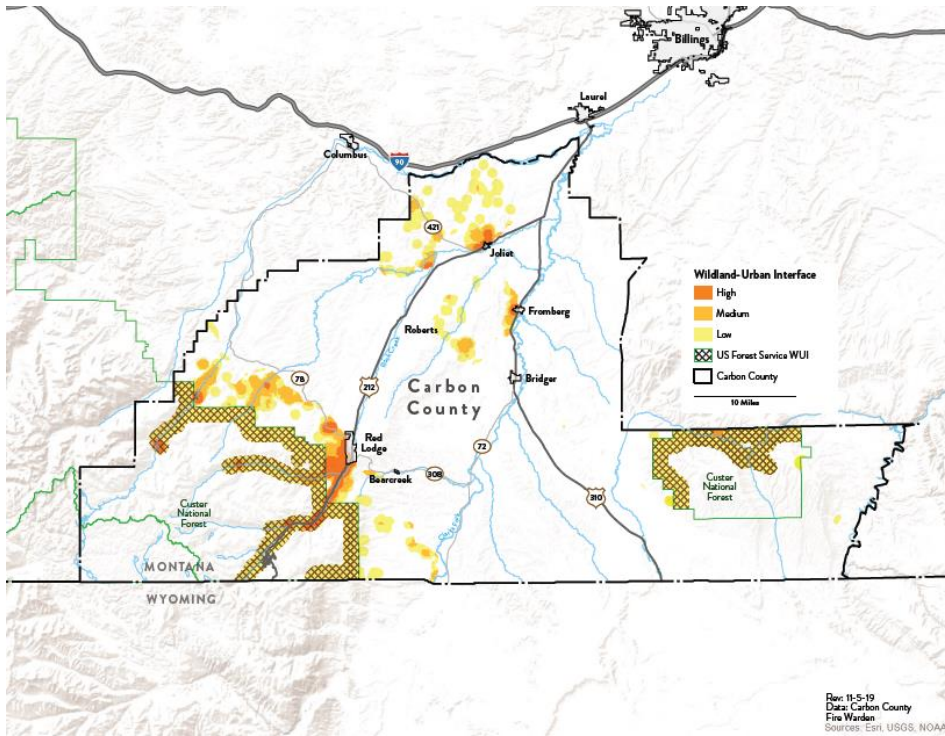 Billings
Laurel
Columbus
90
421
Joliet
Wildland-Urban Interface
High
Medium
Low
US Forest Service WUI
Carbon County
10 Miles
Fromberg
Roberts
78
212
Carbon
County
Bridger
Red
Lodge
72
Bearcreek
308
310
Custer
National
Forest
Custer
National
Forest
MONTANA
WYOMING
Rev: 11-5-19
Data: Carbon County
Fire Warden
Sources: Esri, USGS, NOAA